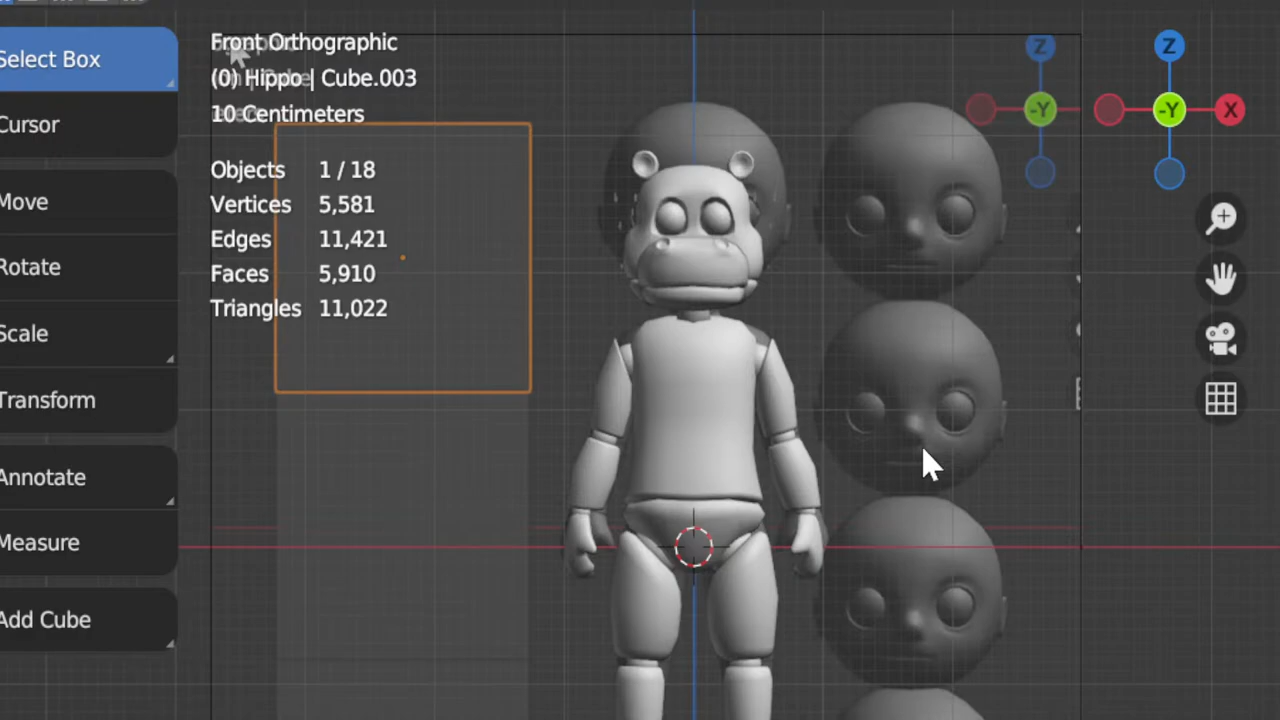 Select Box
Cursor
Move
Rotate
Scale
Transform
Annotate
Measure
Add Cube
Front Orthographic
(0) Hippo | Cube.003
10 Centimeters
Objects 1 / 18
Vertices 5,581
Edges 11,421
Faces 5,910
Triangles 11,022
Z
-Y
Z
-Y
X